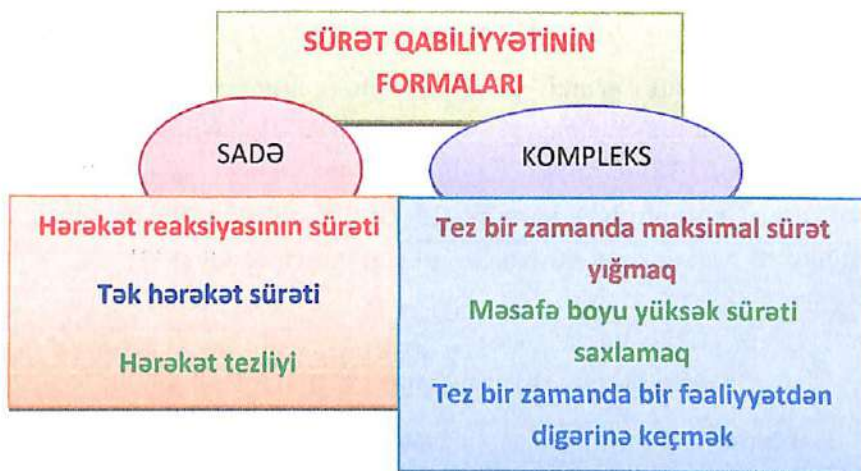 SÜRƏT QABİLİYYƏTİNİN
FORMALARI
SADƏ
Hərəkət reaksiyasının sürəti
Tək hərəkət sürəti
Hərəkət tezliyi
KOMPLEKS
Tez bir zamanda maksimal sürət
yığmaq
Məsafə boyu yüksək sürəti
saxlamaq
Tez bir zamanda bir fəaliyyətdən
digərinə keçmək